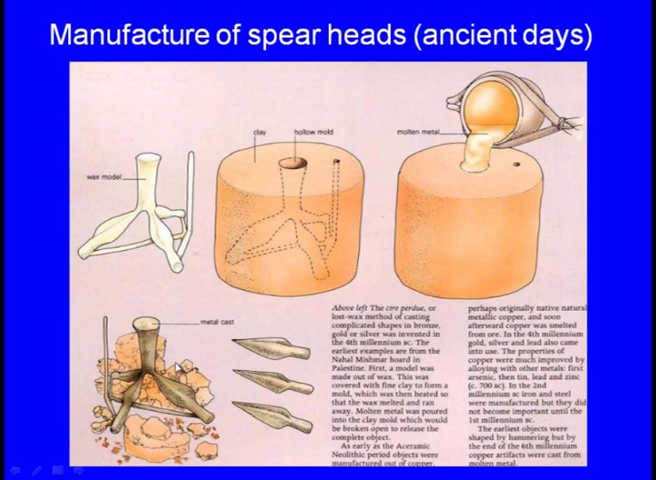 Manufacture of spear heads (ancient days)
clay
hollow mold
molten metal
wax model
metal cast
Above left The cire perdue, or
lost-wax method of casting
complicated shapes in bronze,
gold or silver was invented in
the 4th millennium BC. The
earliest examples are from the
Nahal Mishmar hoard in
Palestine. First, a model was
made out of wax. This was
covered with fine clay to form a
mold, which was then heated so
that the wax melted and ran
away. Molten metal was poured
into the clay mold which would
be broken open to release the
complete object.
As early as the Aceramic
Neolithic period objects were
manufactured out of copper,
perhaps originally native natural
metallic copper, and soon
afterward copper was smelted
from ore. In the 4th millennium
gold, silver and lead also came
into use. The properties of
copper were much improved by
alloying with other metals: first
arsenic, then tin, lead and zinc
(c. 700 BC). In the 2nd
millennium BC iron and steel
were manufactured but they did
not become important until the
1st millennium BC.
The earliest objects were
shaped by hammering but by
the end of the 6th millennium
copper artifacts were cast from
molten metal.